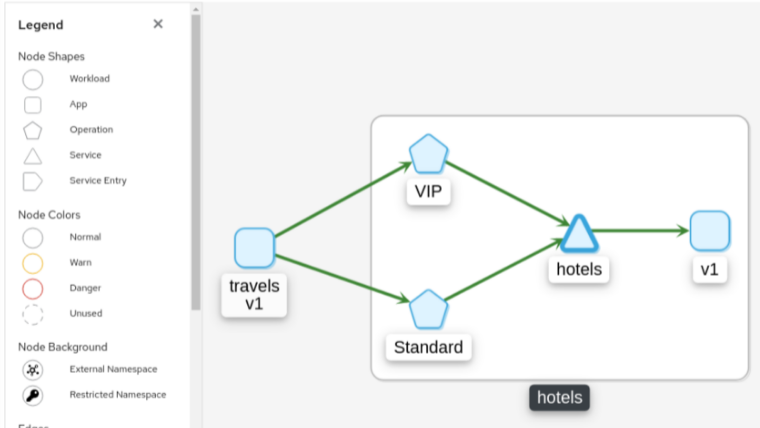 Legend
Node Shapes
Workload
App
Operation
Service
Service Entry
Node Colors
Normal
Warn
Danger
Unused
Node Background
External Namespace
Restricted Namespace
VIP
travels
v1
hotels
v1
Standard
hotels